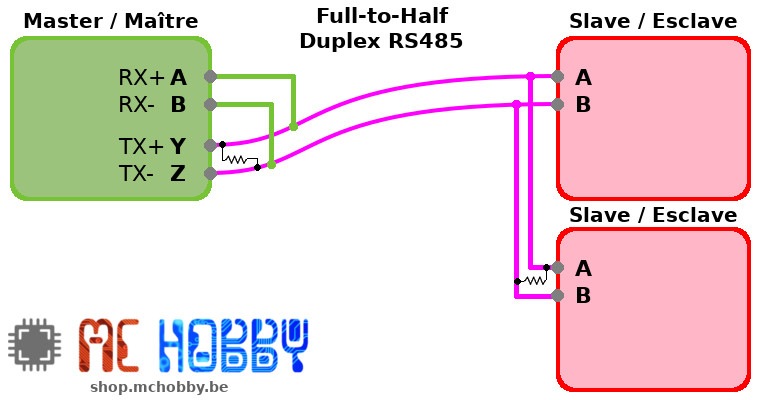 Master / Maître
Full-to-Half
Duplex RS485
Slave / Esclave
RX+ A
RX- B
TX+ Y
TX- Z
A
B
Slave / Esclave
A
B
MC HOBBY
shop.mchobby.be